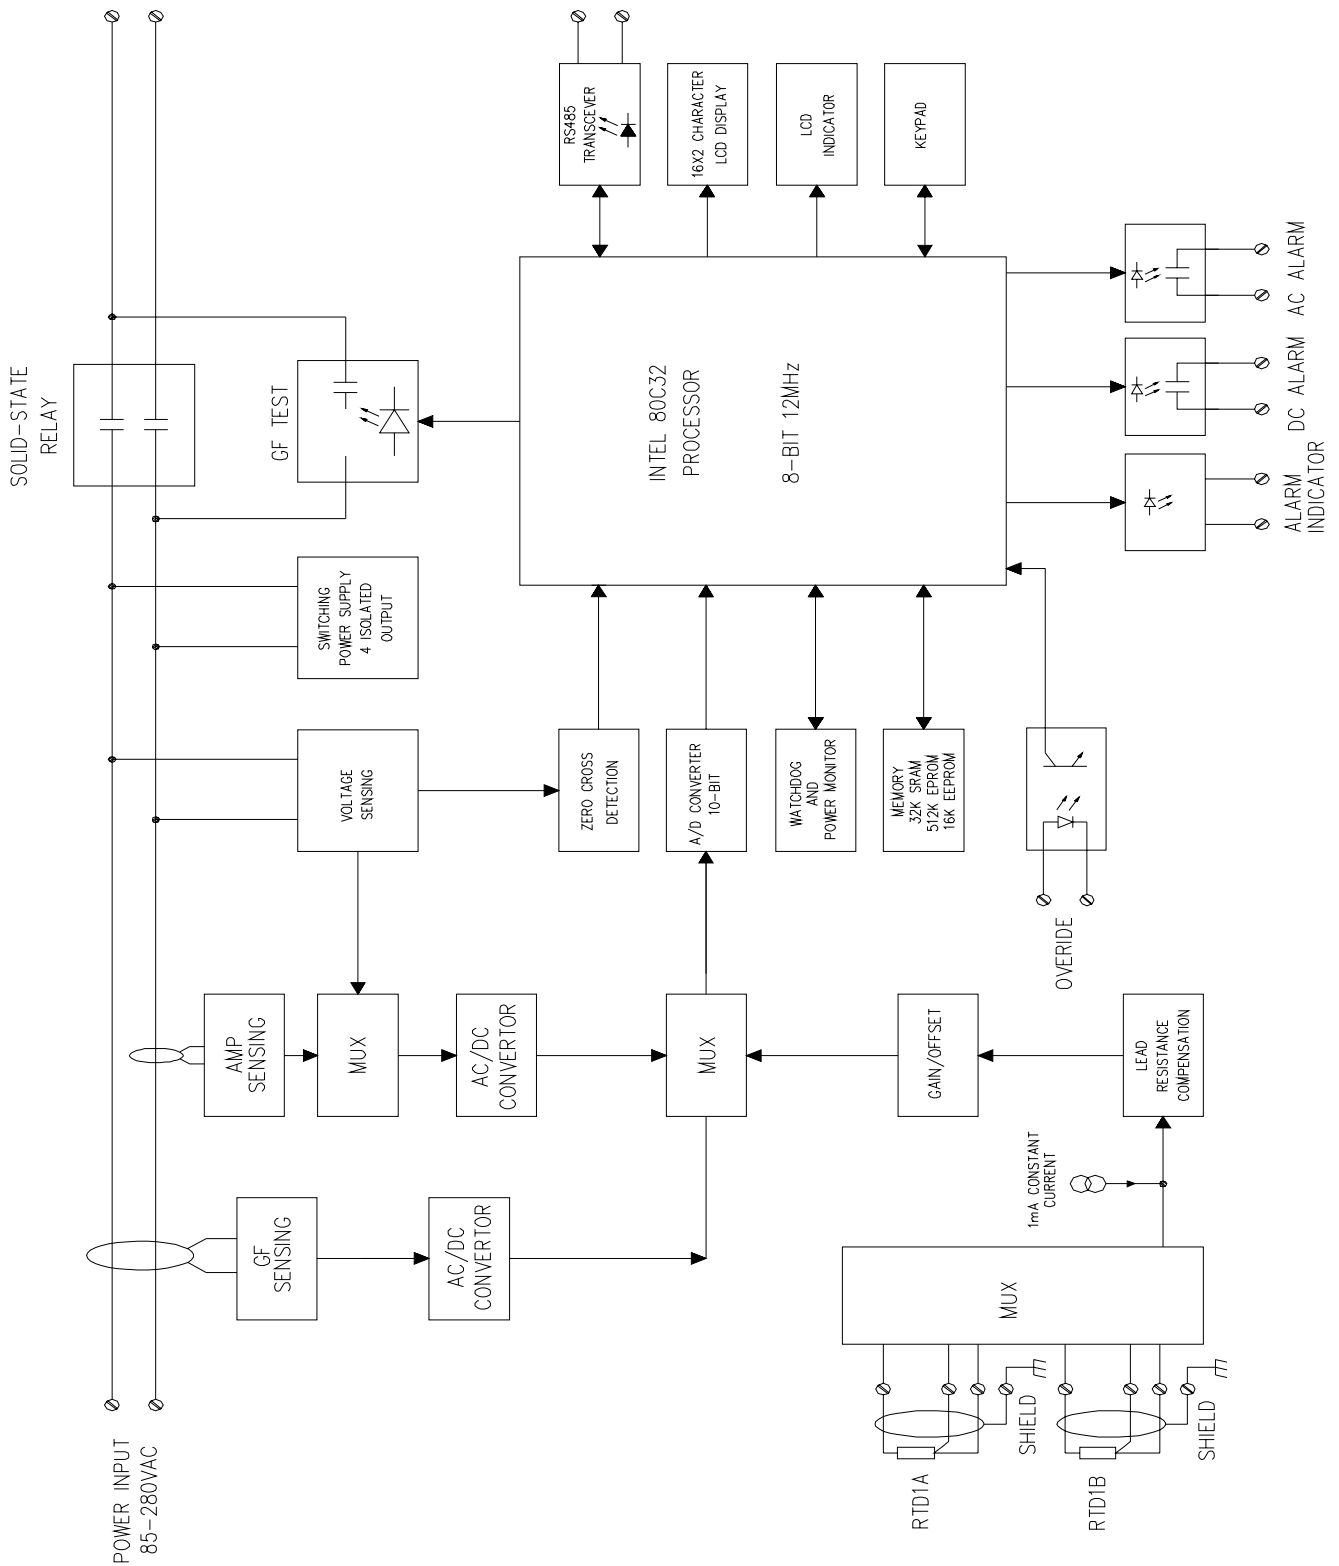 POWER INPUT
85-280VAC
SOLID-STATE
RELAY
GF TEST
SWITCHING
POWER SUPPLY
4 ISOLATED
OUTPUT
VOLTAGE
SENSING
AMP
SENSING
MUX
AC/DC
CONVERTOR
GF
SENSING
AC/DC
CONVERTOR
MUX
ZERO CROSS
DETECTION
A/D CONVERTER
10-BIT
WATCHDOG
AND
POWER MONITOR
MEMORY
32K SRAM
512K EPROM
16K EEPROM
INTEL 80C32
PROCESSOR
8-BIT 12MHz
RS485
TRANSCEVER
16X2 CHARACTER
LCD DISPLAY
LCD
INDICATOR
KEYPAD
AC ALARM
DC ALARM
ALARM
INDICATOR
OVERIDE
GAIN/OFFSET
LEAD
RESISTANCE
COMPENSATION
1mA CONSTANT
CURRENT
MUX
SHIELD
RTD1A
SHIELD
RTD1B